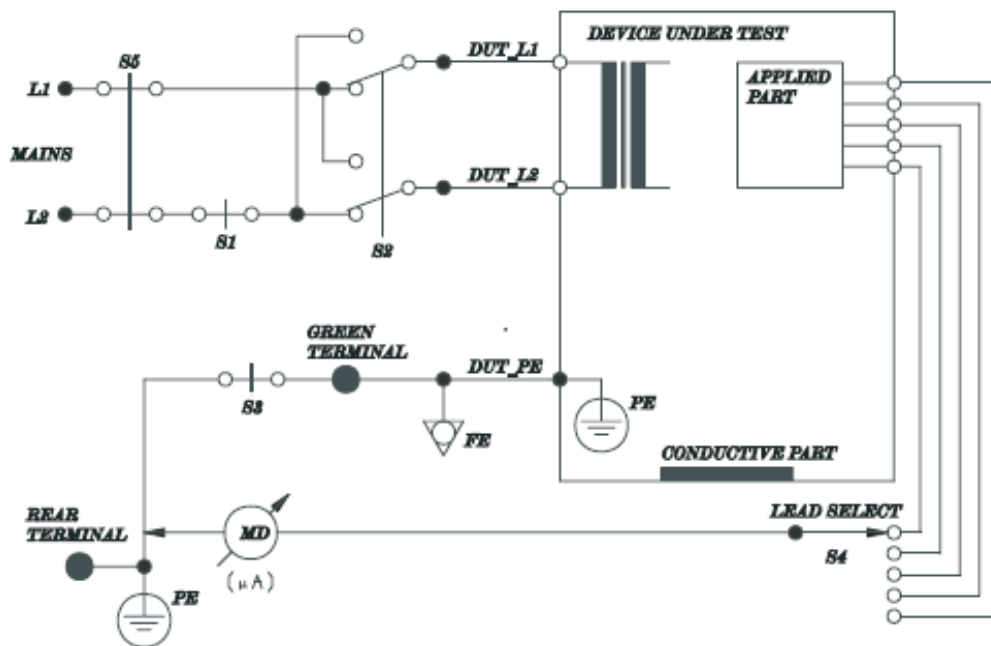 DEVICE UNDER TEST
DUT_L1
S5
L1
APPLIED
PART
MAINS
DUT_L2
L2
S1
S2
GREEN
TERMINAL
DUT_PE
S3
PE
FE
CONDUCTIVE PART
REAR
TERMINAL
LEAD SELECT
MD
S4
(μA)
PE